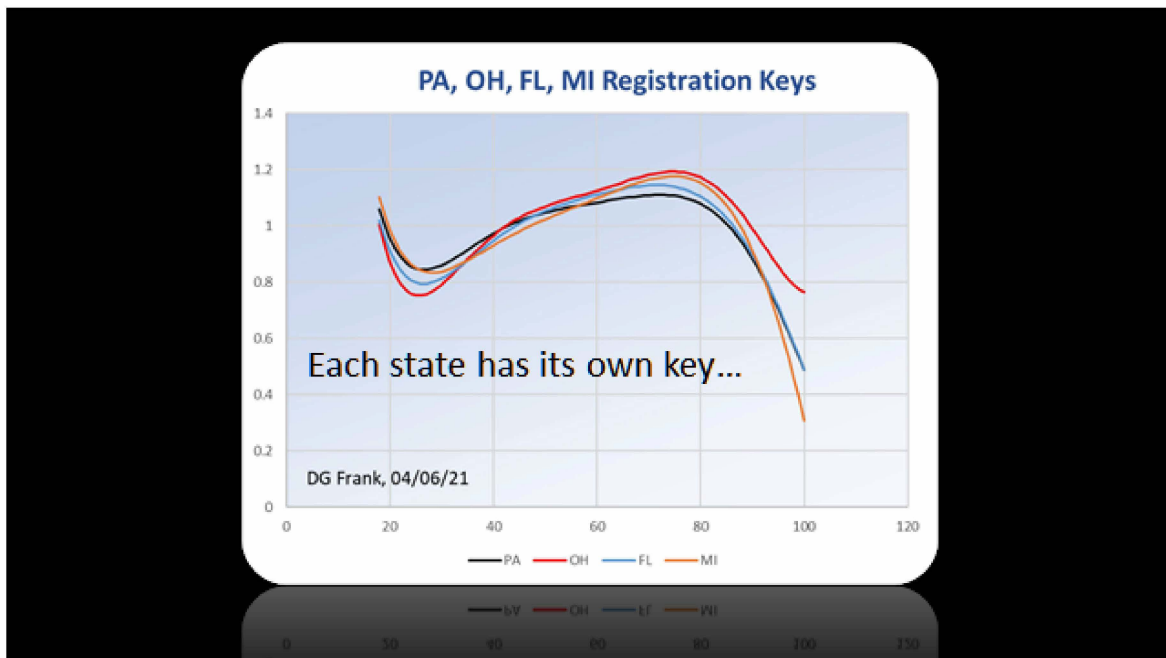 PA, OH, FL, MI Registration Keys
1.4
1.2
1
0.8
0.6
Each state has its own key...
0.4
0.2
DG Frank, 04/06/21
0
0 20 40 60 80 100 120
PA OH FL MI